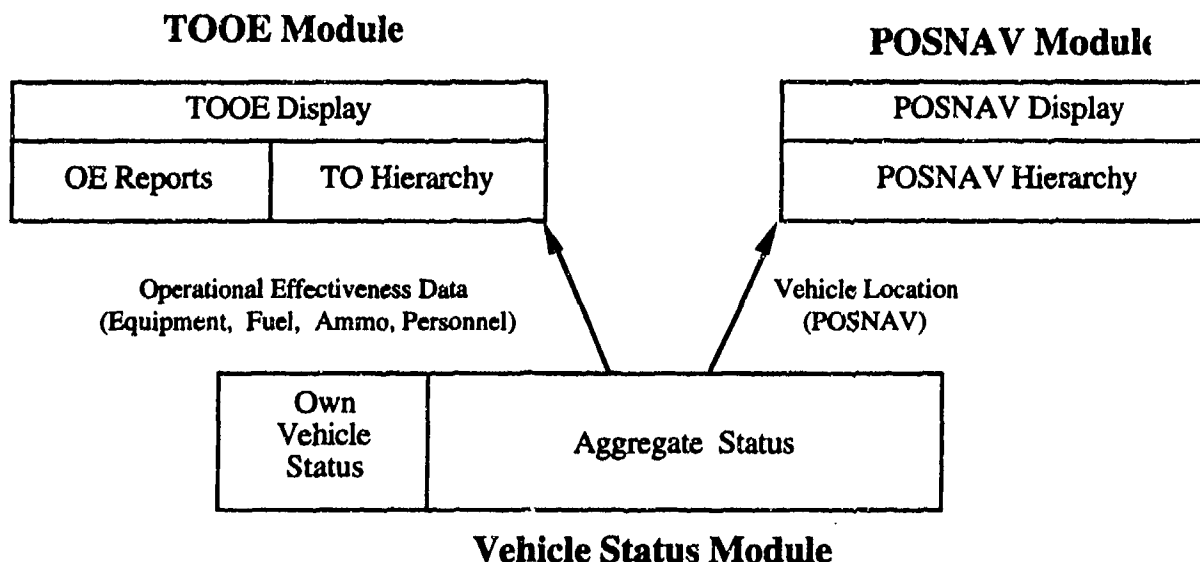 TOOE Module
POSNAV Module
TOOE Display
POSNAV Display
OE Reports
TO Hierarchy
POSNAV Hierarchy
Operational Effectiveness Data
(Equipment, Fuel, Ammo, Personnel)
Vehicle Location
(POSNAV)
Own
Vehicle
Status
Aggregate Status
Vehicle Status Module